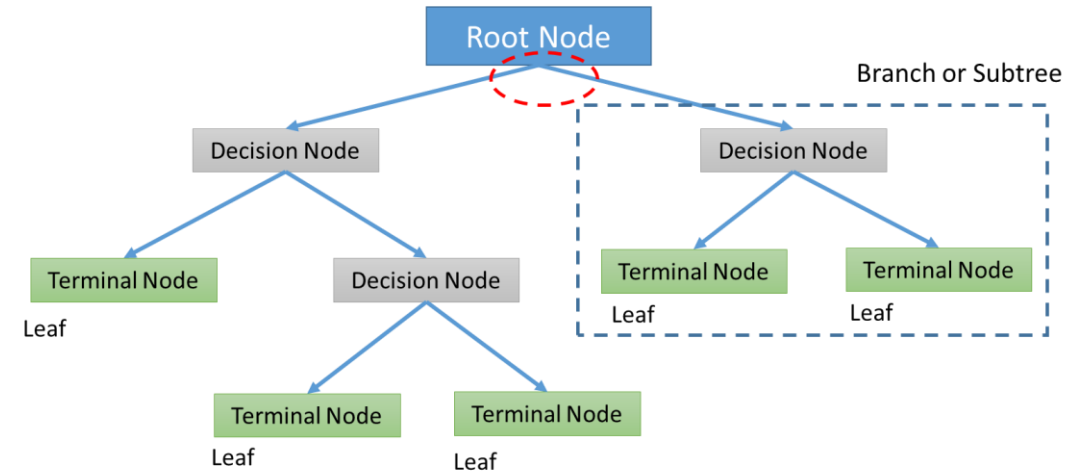 Root Node
Branch or Subtree
Decision Node
Decision Node
Terminal Node
Leaf
Decision Node
Terminal Node
Leaf
Terminal Node
Leaf
Terminal Node
Leaf
Terminal Node
Leaf